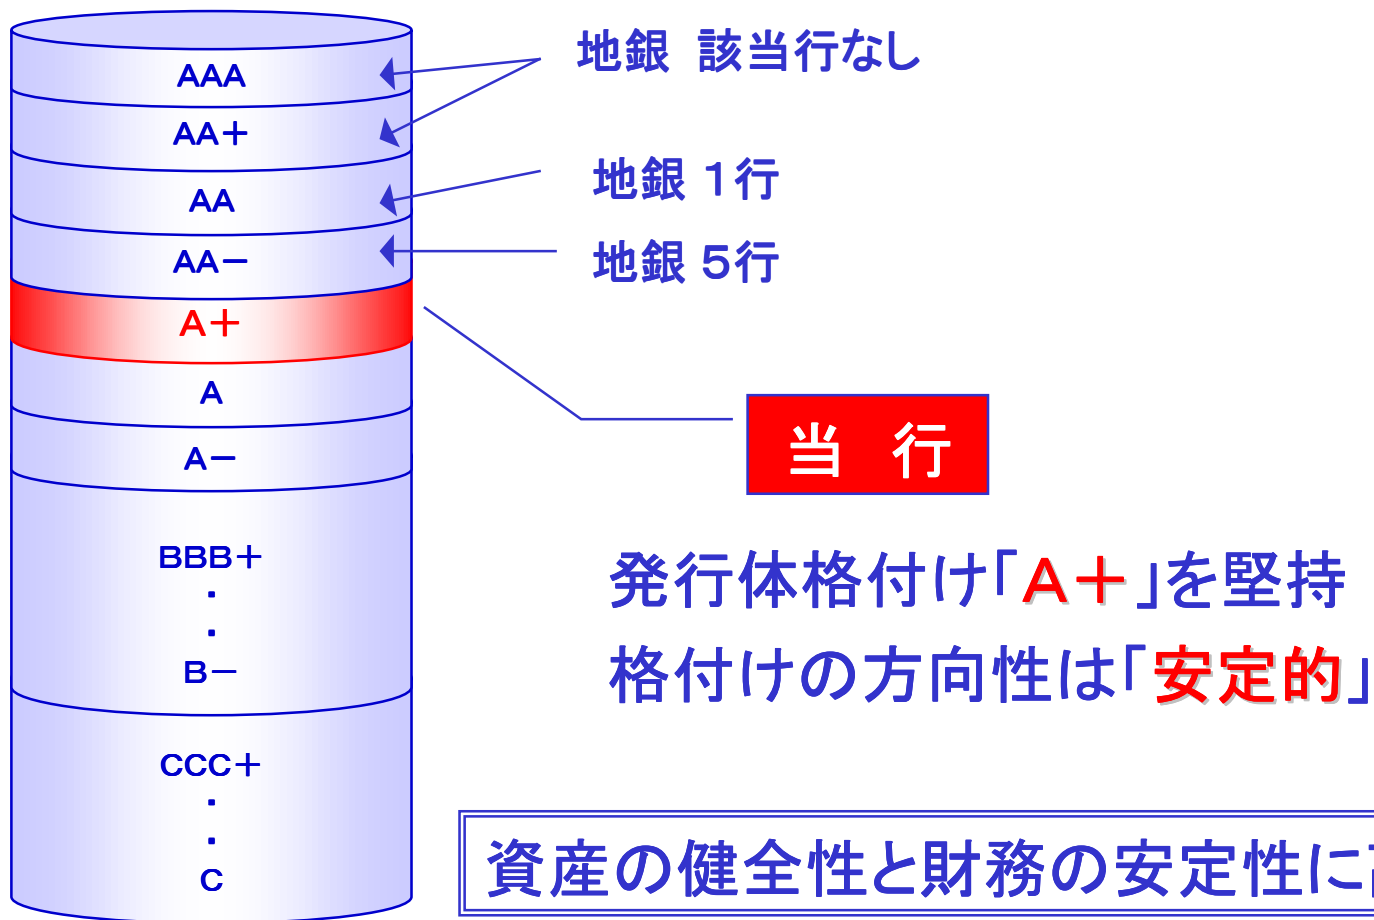 AAA
地銀 該当行なし
AA+
AA
地銀 1行
AA-
地銀 5行
A+
A
当 行
A-
BBB+
・
・
B-
発行体格付け「A+」を堅持
格付けの方向性は「安定的」
CCC+
・
・
C
資産の健全性と財務の安定性に